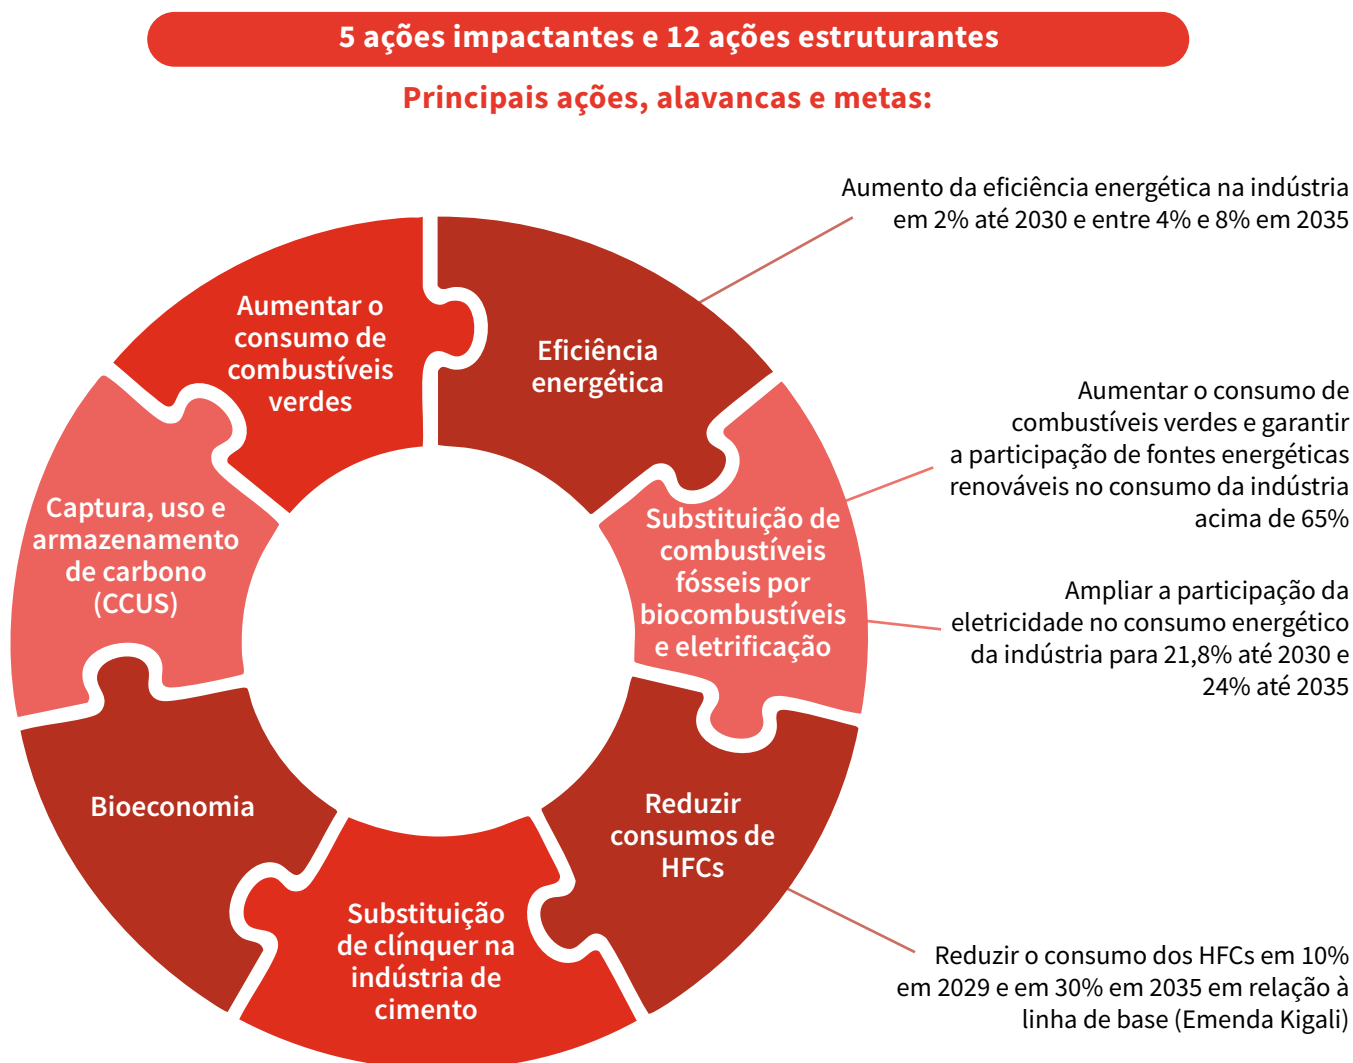 5 ações impactantes e 12 ações estruturantes
Principais ações, alavancas e metas:
Aumento da eficiência energética na indústria
em 2% até 2030 e entre 4% e 8% em 2035
Aumentar o
consumo de
combustíveis
verdes
Eficiência
energética
Aumentar o consumo de
combustíveis verdes e garantir
a participação de fontes energéticas
renováveis no consumo da indústria
acima de 65%
Captura, uso e
armazenamento
de carbono
(CCUS)
Substituição de
combustíveis
fósseis por
biocombustíveis
e eletrificação
Ampliar a participação da
eletricidade no consumo energético
da indústria para 21,8% até 2030 e
24% até 2035
Bioeconomia
Reduzir
consumos de
HFCs
Substituição
de clínquer na
indústria de
cimento
Reduzir o consumo dos HFCs em 10%
em 2029 e em 30% em 2035 em relação à
linha de base (Emenda Kigali)